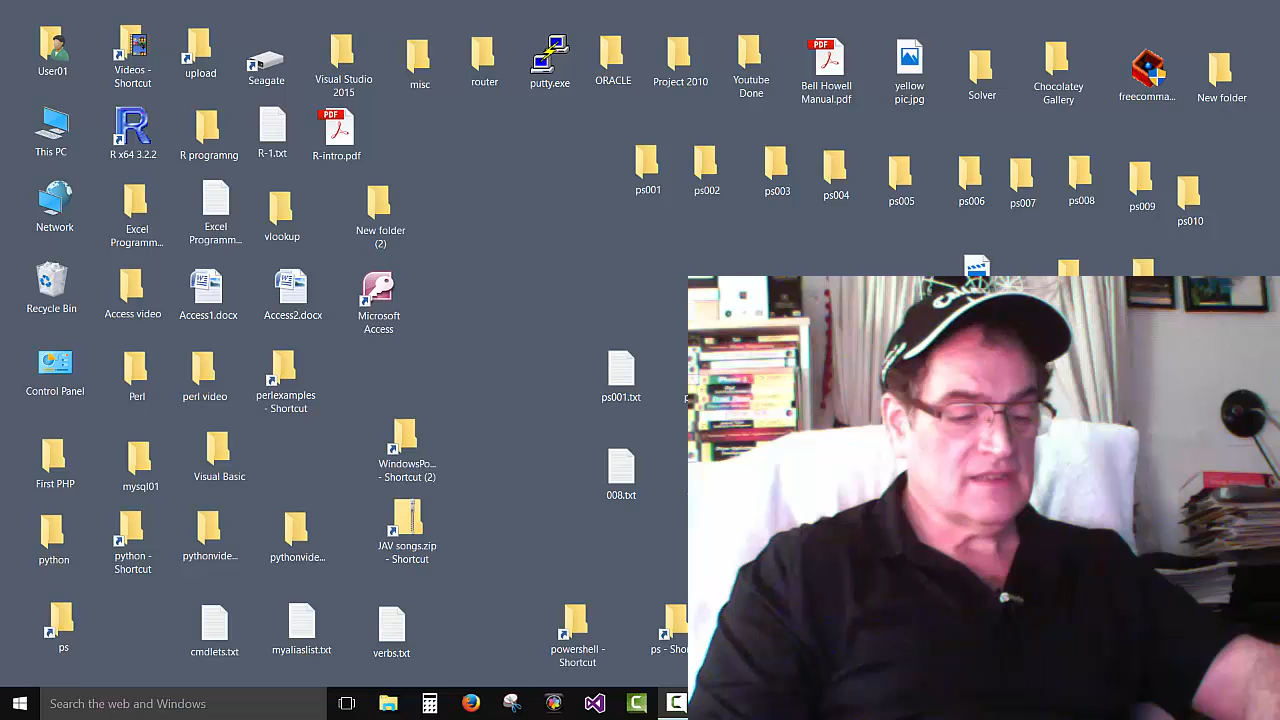 User01
Videos -
Shortcut
upload
Seagate
Visual Studio
2015
misc
router
putty.exe
ORACLE
Project 2010
Youtube
Done
PDF
Bell Howell
Manual.pdf
yellow
pic.jpg
Solver
Chocolatey
Gallery
freecomma...
New folder
This PC
R x64 3.2.2
R programng
R-1.txt
PDF
R-intro.pdf
ps001
ps002
ps003
ps004
ps005
ps006
ps007
ps008
ps009
ps010
Network
Excel
Programm...
Excel
Programm...
vlookup
New folder
(2)
Recycle Bin
Access video
Access1.docx
Access2.docx
Microsoft
Access
Control Panel
Perl
perl video
perlexamples
- Shortcut
ps001.txt
First PHP
mysql01
Visual Basic
WindowsPo...
- Shortcut (2)
008.txt
python
python -
Shortcut
pythonvide...
pythonvide...
JAV songs.zip
- Shortcut
ps
cmdlets.txt
myaliaslist.txt
verbs.txt
powershell -
Shortcut
ps - Sho
Search the web and Windows